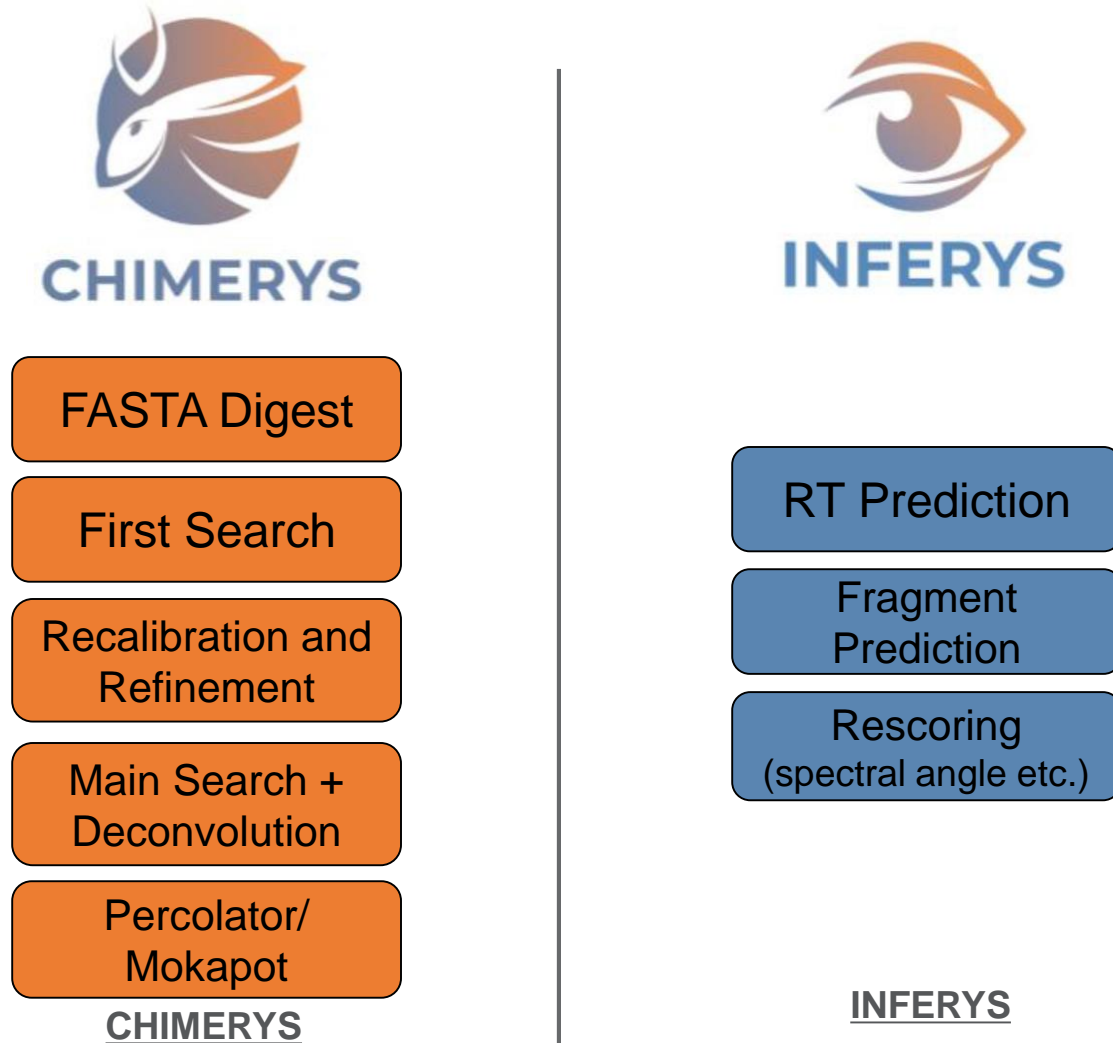 CHIMERYS
FASTA Digest
First Search
Recalibration and
Refinement
Main Search +
Deconvolution
Percolator/
Mokapot
CHIMERYS
INFERYS
RT Prediction
Fragment
Prediction
Rescoring
(spectral angle etc.)
INFERYS